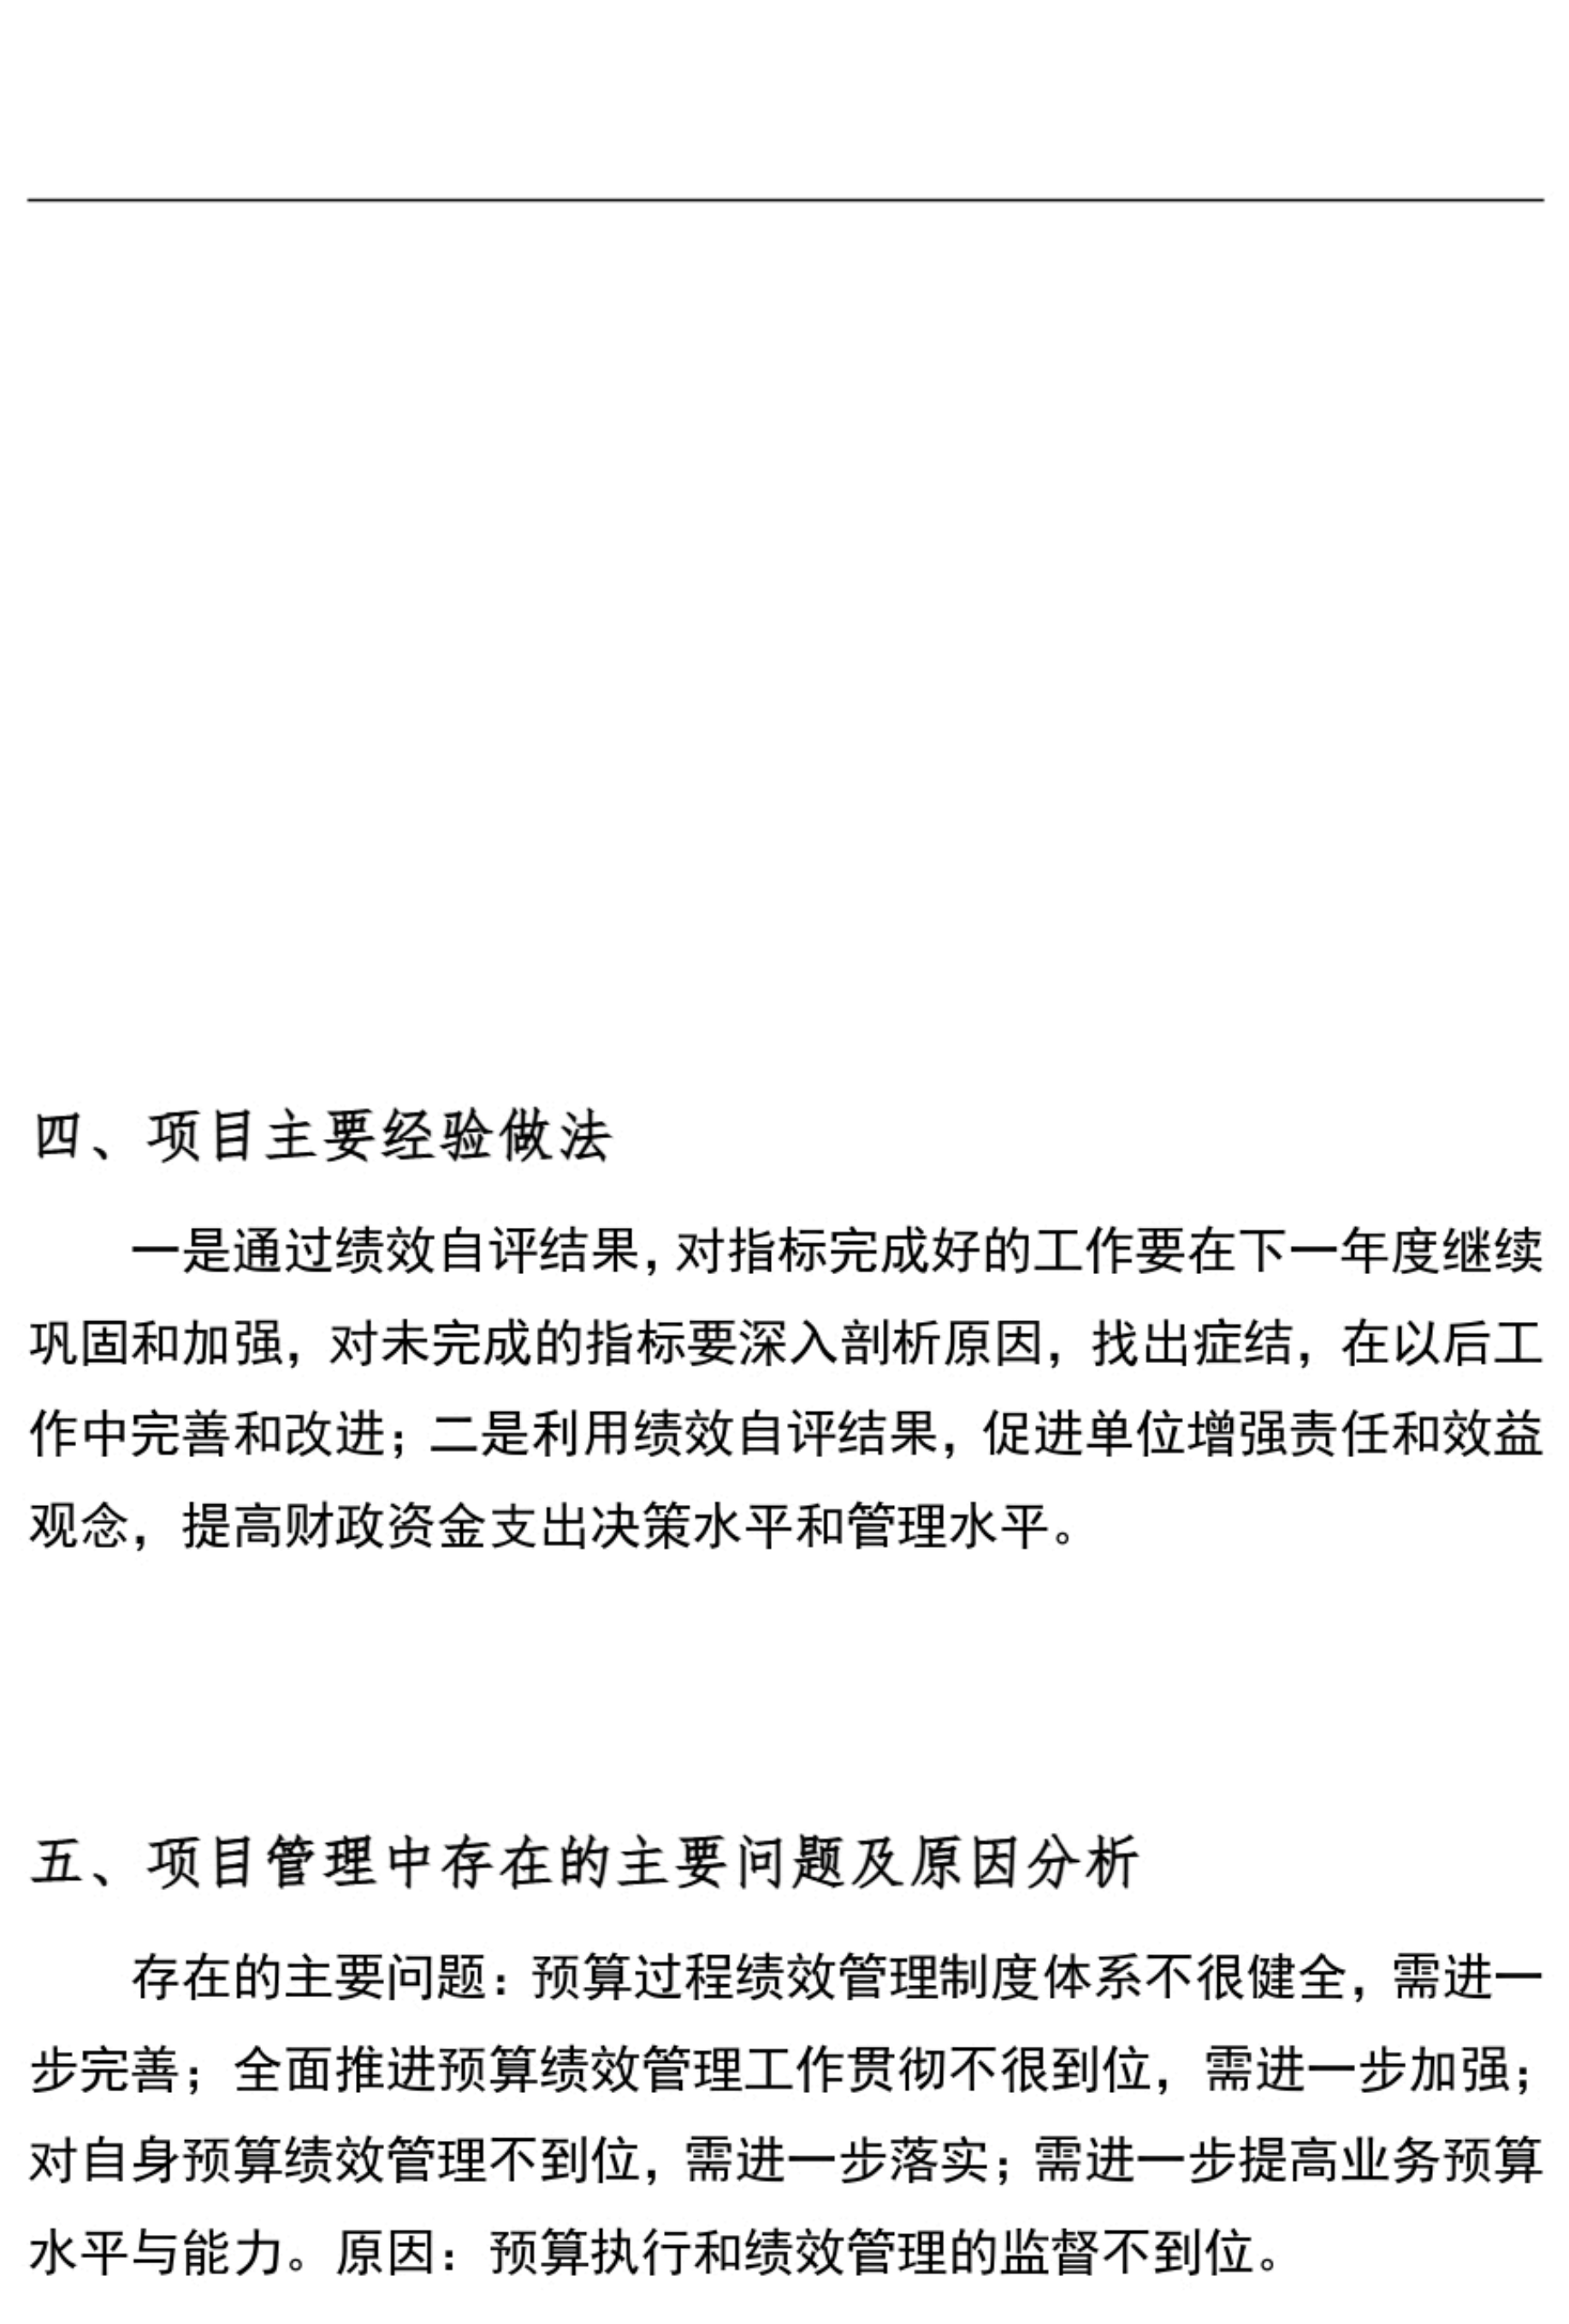 四、项目主要经验做法
一是通过绩效自评结果，对指标完成好的工作要在下一年度继续
巩固和加强，对未完成的指标要深入剖析原因，找出症结，在以后工
作中完善和改进；二是利用绩效自评结果，促进单位增强责任和效益
观念，提高财政资金支出决策水平和管理水平。
五、项目管理中存在的主要问题及原因分析
存在的主要问题：预算过程绩效管理制度体系不很健全，需进一
步完善；全面推进预算绩效管理工作贯彻不很到位，需进一步加强；
对自身预算绩效管理不到位，需进一步落实；需进一步提高业务预算
水平与能力。原因：预算执行和绩效管理的监督不到位。